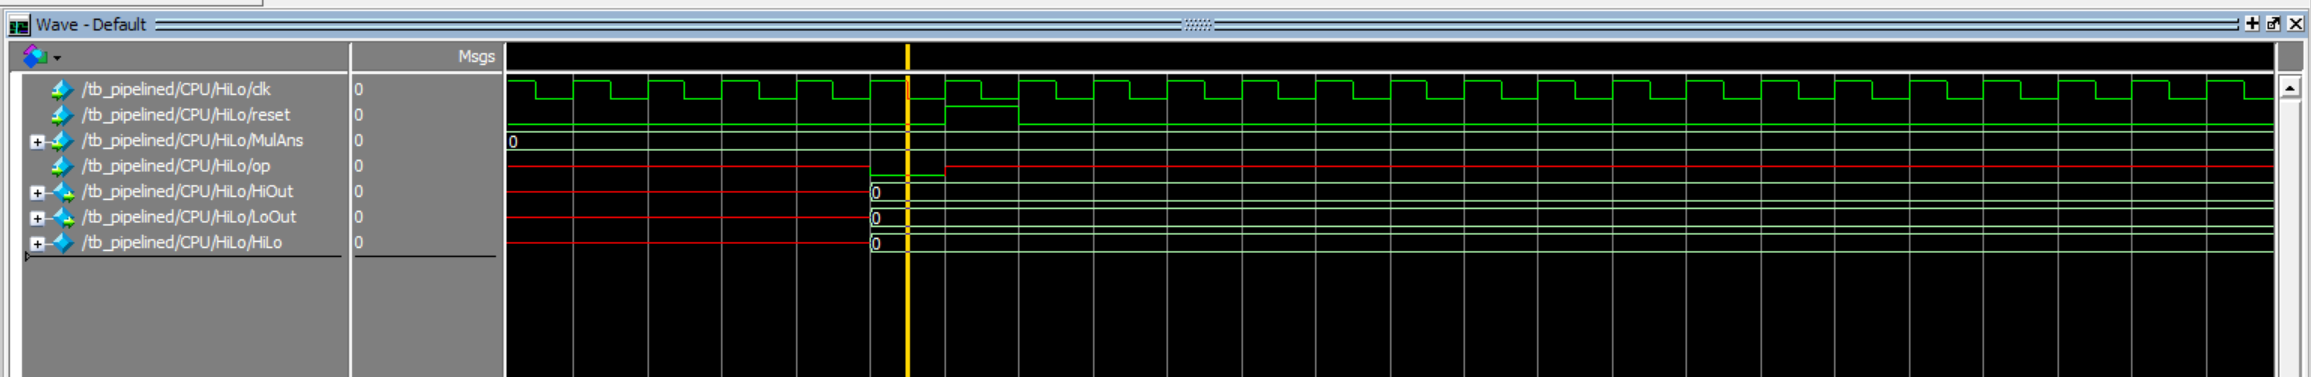 Wave - Default
Msgs
/tb_pipelined/CPU/HiLo/clk 0
/tb_pipelined/CPU/HiLo/reset 0
/tb_pipelined/CPU/HiLo/MulAns 0 0
/tb_pipelined/CPU/HiLo/op 0
/tb_pipelined/CPU/HiLo/HiOut 0 0
/tb_pipelined/CPU/HiLo/LoOut 0 0
/tb_pipelined/CPU/HiLo/HiLo 0 0